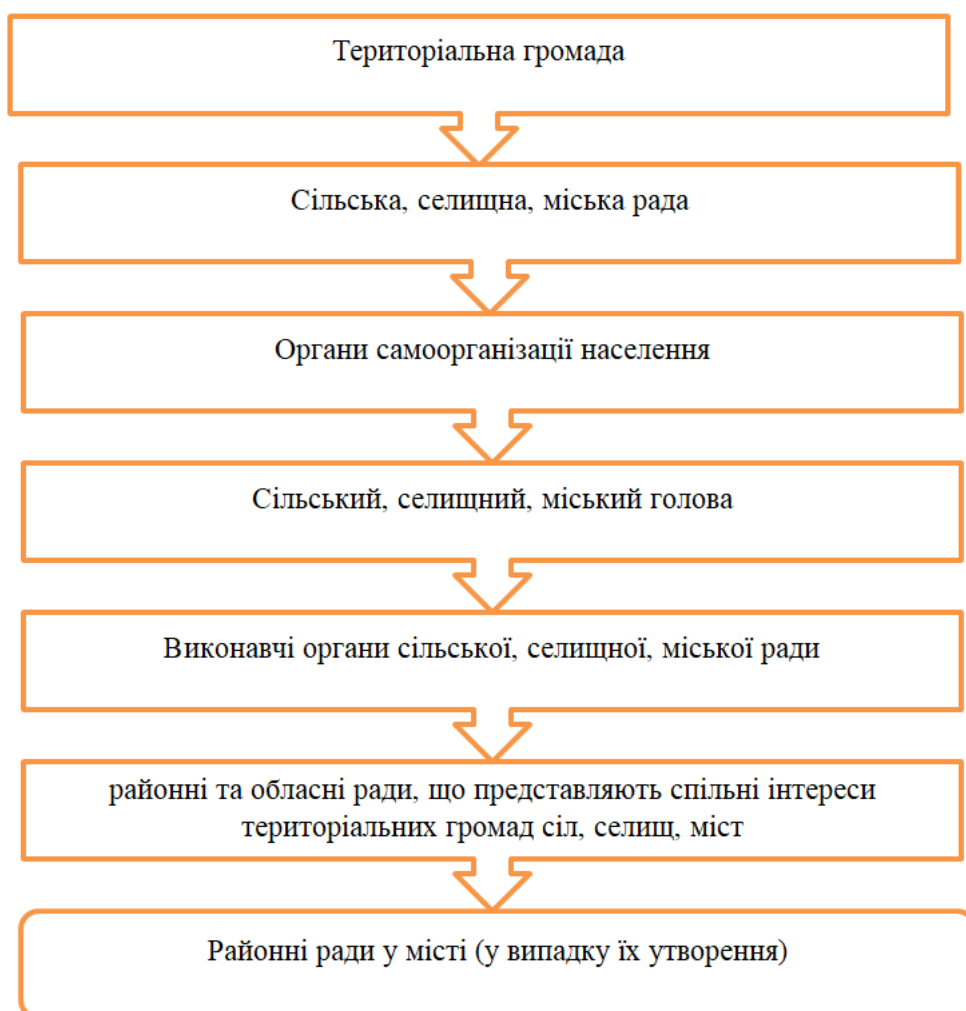 Територіальна громада
Сільська, селищна, міська рада
Органи самоорганізації населення
Сільський, селищний, міський голова
Виконавчі органи сільської, селищної, міської ради
районні та обласні ради, що представляють спільні інтереси
територіальних громад сіл, селищ, міст
Районні ради у місті (у випадку їх утворення)